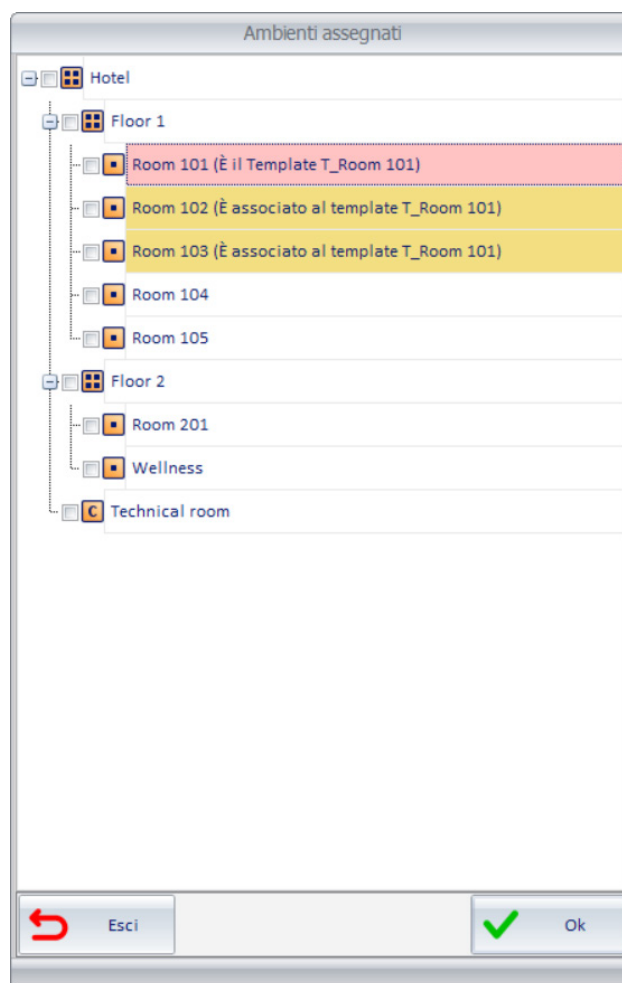 Ambienti assegnati
Hotel
Floor 1
Room 101 (È il Template T_Room 101)
Room 102 (È associato al template T_Room 101)
Room 103 (È associato al template T_Room 101)
Room 104
Room 105
Floor 2
Room 201
Wellness
C Technical room
Esci
Ok